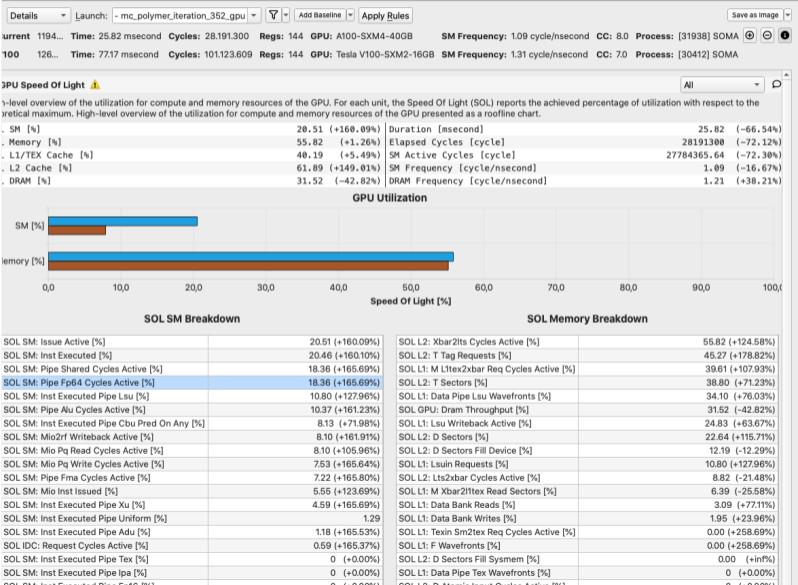 Details Launch: - mc_polymer_iteration_352_gpu Add Baseline Apply Rules Save as Image
urrent 1194... Time: 25.82 msecond Cycles: 28.191.300 Regs: 144 GPU: A100-SXM4-40GB SM Frequency: 1.09 cycle/nsecond CC: 8.0 Process: [31938] SOMA
'100 126... Time: 77.17 msecond Cycles: 101.123.609 Regs: 144 GPU: Tesla V100-SXM2-16GB SM Frequency: 1.31 cycle/nsecond CC: 7.0 Process: [30412] SOMA
GPU Speed Of Light All
-level overview of the utilization for compute and memory resources of the GPU. For each unit, the Speed Of Light (SOL) reports the achieved percentage of utilization with respect to the
oretical maximum. High-level overview of the utilization for compute and memory resources of the GPU presented as a roofline chart.
. SM [%] 20.51 (+160.09%) Duration [msecond] 25.82 (-66.54%)
. Memory [%] 55.82 (+1.26%) Elapsed Cycles [cycle] 28191300 (-72.12%)
. L1/TEX Cache [%] 40.19 (+5.49%) SM Active Cycles [cycle] 27784365.64 (-72.30%)
. L2 Cache [%] 61.89 (+149.01%) SM Frequency [cycle/nsecond] 1.09 (-16.67%)
. DRAM [%] 31.52 (-42.82%) DRAM Frequency [cycle/nsecond] 1.21 (+38.21%)
GPU Utilization
SM [%]
emory [%]
0,0 10,0 20,0 30,0 40,0 50,0 60,0 70,0 80,0 90,0 100,
Speed Of Light [%]
SOL SM Breakdown SOL Memory Breakdown
SOL SM: Issue Active [%] 20.51 (+160.09%) SOL L2: Xbar2lts Cycles Active [%] 55.82 (+124.58%)
SOL SM: Inst Executed [%] 20.46 (+160.10%) SOL L2: T Tag Requests [%] 45.27 (+178.82%)
SOL SM: Pipe Shared Cycles Active [%] 18.36 (+165.69%) SOL L1: M L1tex2xbar Req Cycles Active [%] 39.61 (+107.93%)
SOL SM: Pipe Fp64 Cycles Active [%] 18.36 (+165.69%) SOL L2: T Sectors [%] 38.80 (+71.23%)
SOL SM: Inst Executed Pipe Lsu [%] 10.80 (+127.96%) SOL L1: Data Pipe Lsu Wavefronts [%] 34.10 (+76.03%)
SOL SM: Pipe Alu Cycles Active [%] 10.37 (+161.23%) SOL GPU: Dram Throughput [%] 31.52 (-42.82%)
SOL SM: Inst Executed Pipe Cbu Pred On Any [%] 8.13 (+71.98%) SOL L1: Lsu Writeback Active [%] 24.83 (+63.67%)
SOL SM: Mio2rf Writeback Active [%] 8.10 (+161.91%) SOL L2: D Sectors [%] 22.64 (+115.71%)
SOL SM: Mio Pq Read Cycles Active [%] 8.10 (+105.96%) SOL L2: D Sectors Fill Device [%] 12.19 (-12.29%)
SOL SM: Mio Pq Write Cycles Active [%] 7.53 (+165.64%) SOL L1: Lsuin Requests [%] 10.80 (+127.96%)
SOL SM: Pipe Fma Cycles Active [%] 7.22 (+165.80%) SOL L2: Lts2xbar Cycles Active [%] 8.82 (-21.48%)
SOL SM: Mio Inst Issued [%] 5.55 (+123.69%) SOL L1: M Xbar2l1tex Read Sectors [%] 6.39 (-25.58%)
SOL SM: Inst Executed Pipe Xu [%] 4.59 (+165.69%) SOL L1: Data Bank Reads [%] 3.09 (+77.11%)
SOL SM: Inst Executed Pipe Uniform [%] 1.29 SOL L1: Data Bank Writes [%] 1.95 (+23.96%)
SOL SM: Inst Executed Pipe Adu [%] 1.18 (+165.53%) SOL L1: Texin Sm2tex Req Cycles Active [%] 0.00 (+258.69%)
SOL IDC: Request Cycles Active [%] 0.59 (+165.37%) SOL L1: F Wavefronts [%] 0.00 (+258.69%)
SOL SM: Inst Executed Pipe Tex [%] 0 (+0.00%) SOL L2: D Sectors Fill Sysmem [%] 0.00 (+inf%)
SOL SM: Inst Executed Pipe Ipa [%] 0 (+0.00%) SOL L1: Data Pipe Tex Wavefronts [%] 0 (+0.00%)